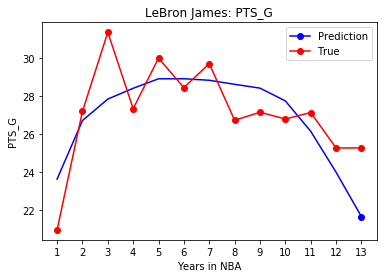 LeBron James: PTS_G
Prediction
True
PTS_G
30
28
26
24
22
1 2 3 4 5 6 7 8 9 10 11 12 13
Years in NBA